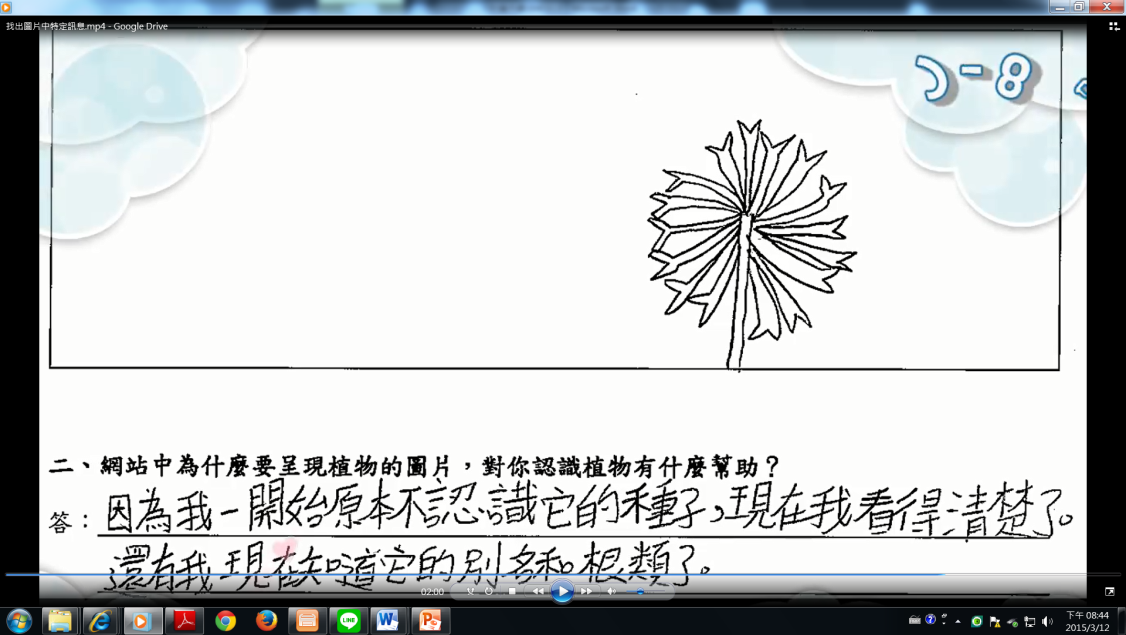 找出圖片中特定訊息.mp4 - Google Drive
二、網站中為什麼要呈現植物的圖片，對你認識植物有什麼幫助？
答：因為我一開始原本不認識它的種子，現在我看得清楚了。
還有我現在知道它的別名和根類了。
02:00
下午 08:44
2015/3/12